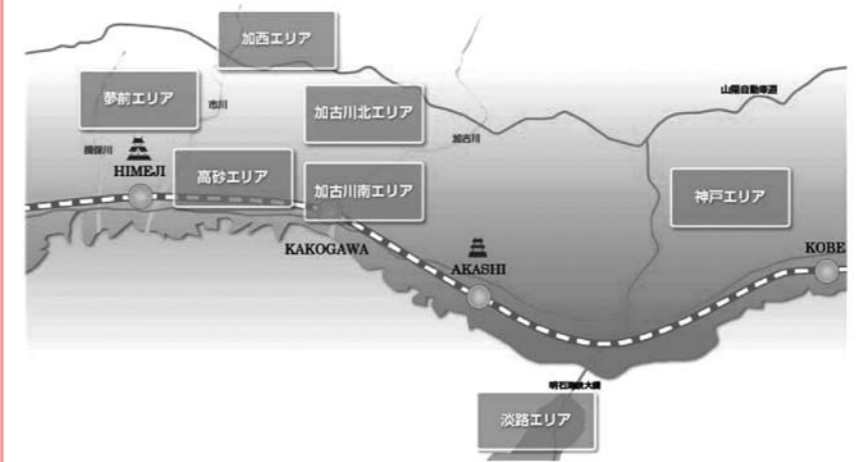 加西エリア
山陽自動車道
夢前エリア
市川
加古川北エリア
加古川
揖保川
HIMEJI
高砂エリア
加古川南エリア
神戸エリア
KAKOGAWA
AKASHI
KOBE
明石海峡大橋
淡路エリア